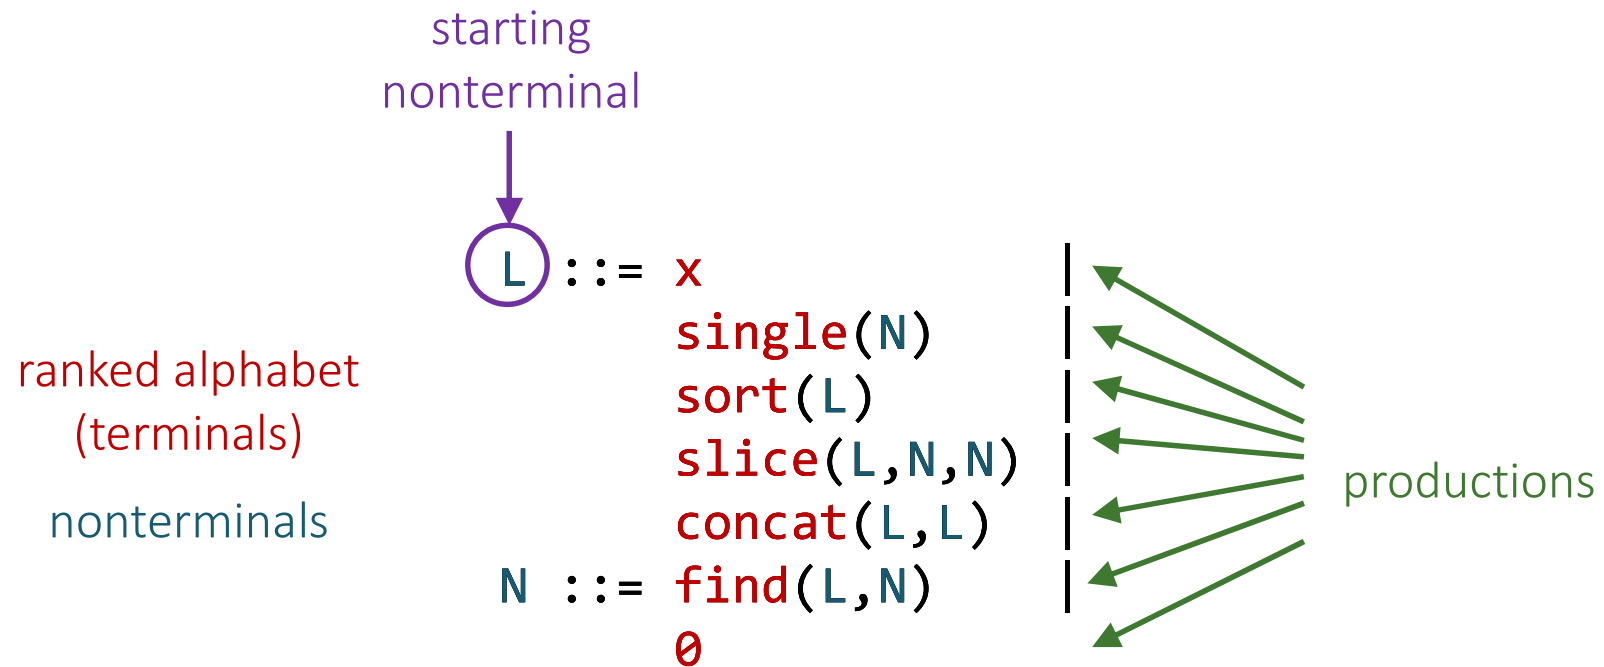 starting
nonterminal
L ::= x |
single(N) |
sort(L) |
slice(L,N,N) |
concat(L,L) |
N ::= find(L,N) |
0
ranked alphabet
(terminals)
nonterminals
productions